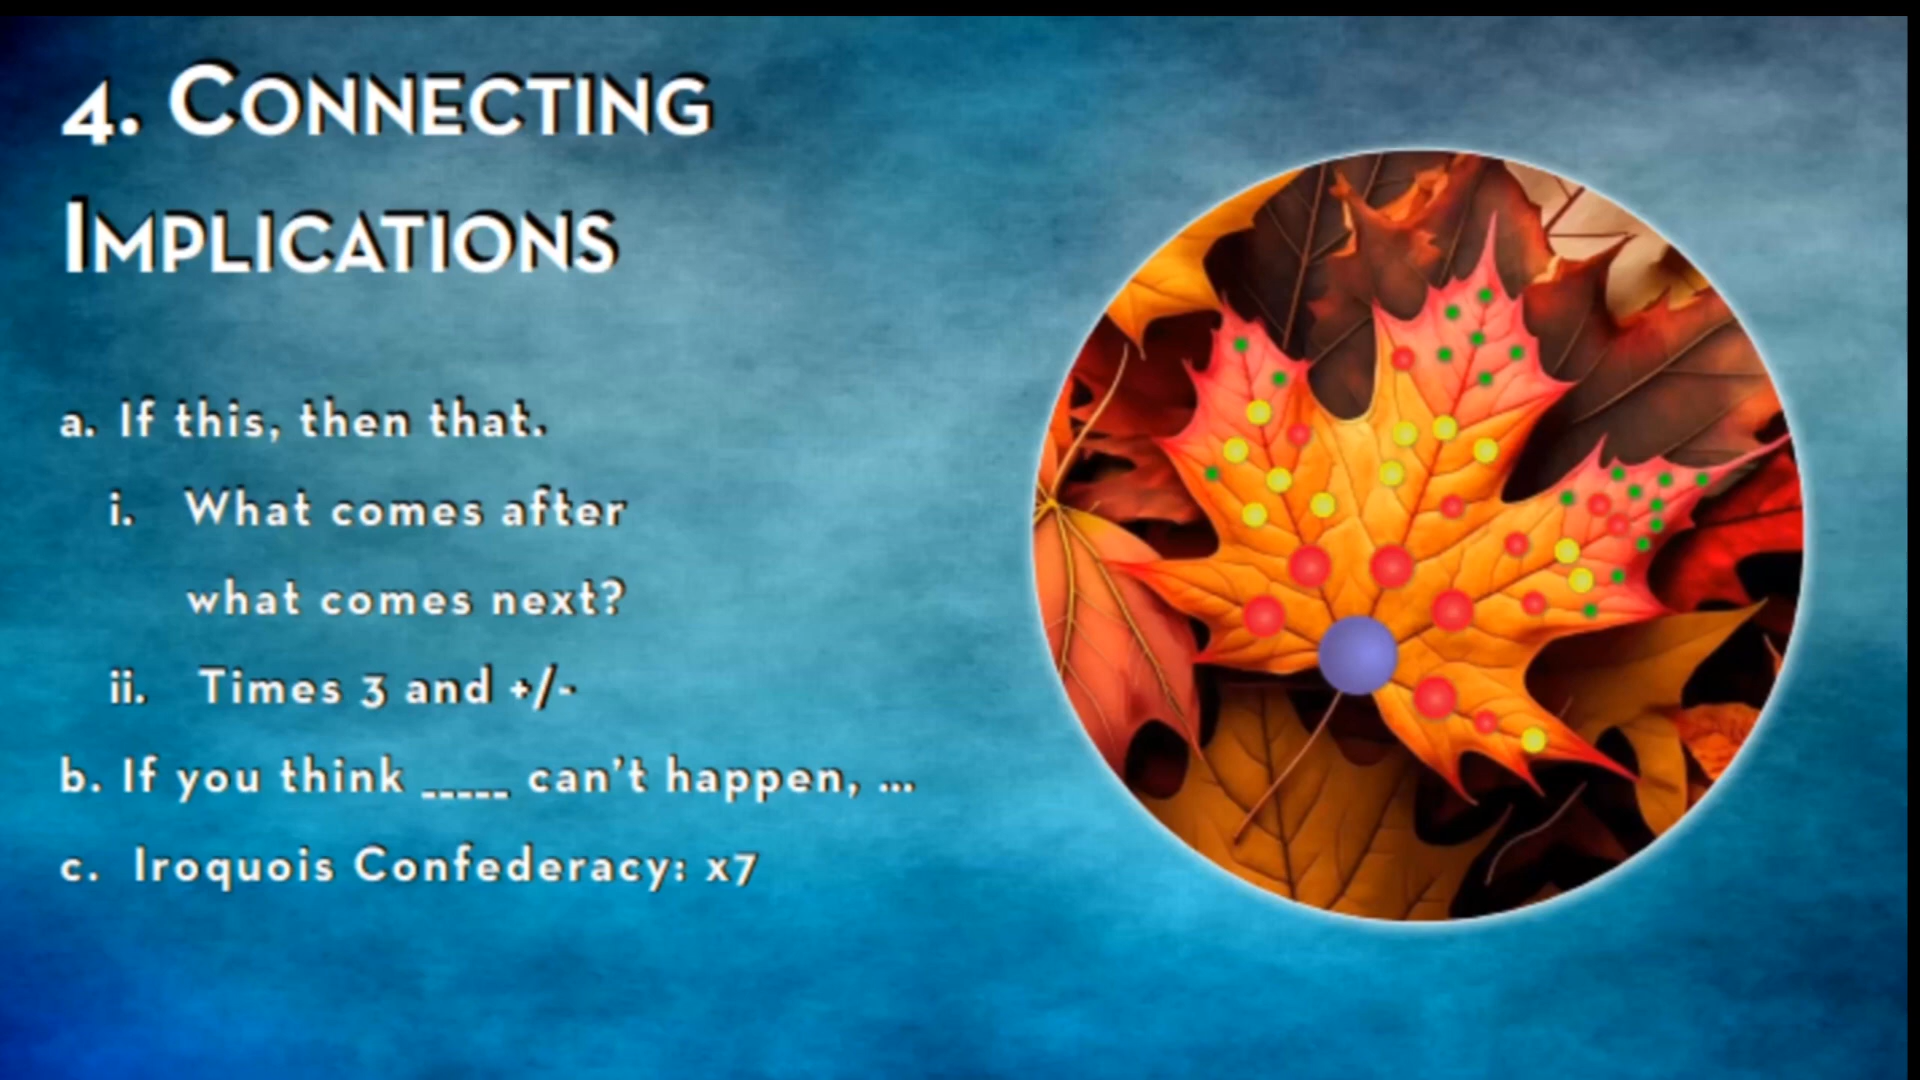 4. Connecting
Implications
a. If this, then that.
i. What comes after
what comes next?
ii. Times 3 and +/-
b. If you think _____ can't happen, ...
c. Iroquois Confederacy: x7